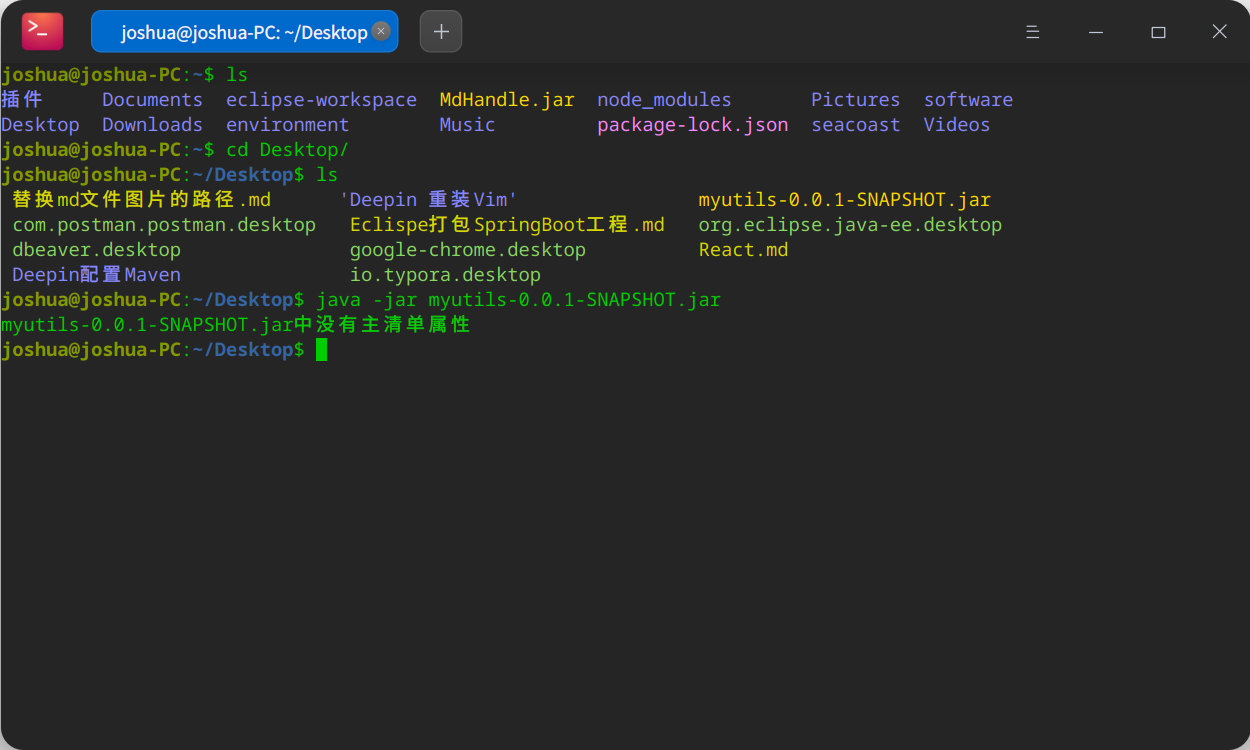 joshua@joshua-PC: ~/Desktop
joshua@joshua-PC:~$ ls
插件 Documents eclipse-workspace MdHandle.jar node_modules Pictures software
Desktop Downloads environment Music package-lock.json seacoast Videos
joshua@joshua-PC:~$ cd Desktop/
joshua@joshua-PC:~/Desktop$ ls
替换md文件图片的路径.md 'Deepin 重装Vim' myutils-0.0.1-SNAPSHOT.jar
com.postman.postman.desktop Eclispe打包SpringBoot工程.md org.eclipse.java-ee.desktop
dbeaver.desktop google-chrome.desktop React.md
Deepin配置Maven io.typora.desktop
joshua@joshua-PC:~/Desktop$ java -jar myutils-0.0.1-SNAPSHOT.jar
myutils-0.0.1-SNAPSHOT.jar中没有主清单属性
joshua@joshua-PC:~/Desktop$